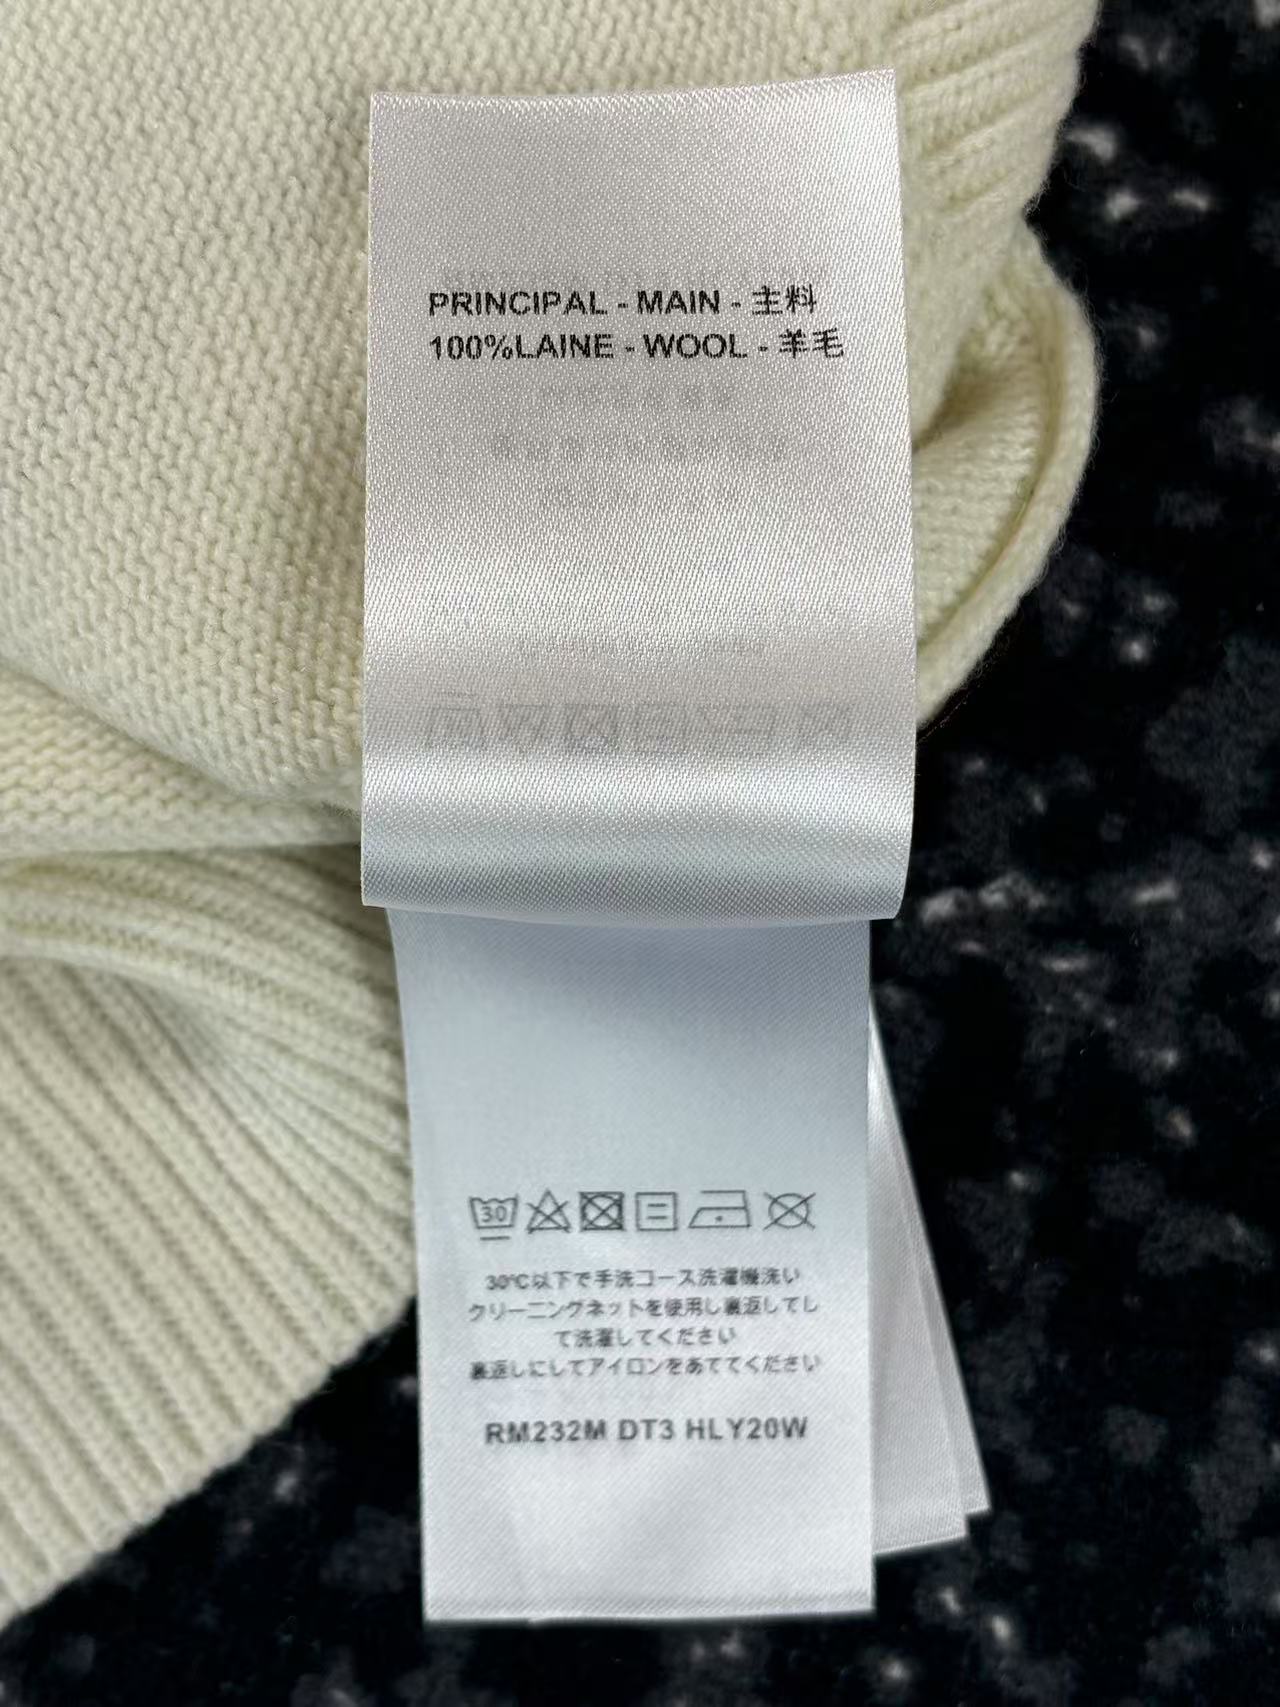 PRINCIPAL - MAIN - 主料
100%LAINE - WOOL - 羊毛
30
30℃以下で手洗コース洗濯機洗い
クリーニングネットを使用し裏返してし
て洗濯してください
裏返しにしてアイロンをあててください
RM232M DT3 HLY20W